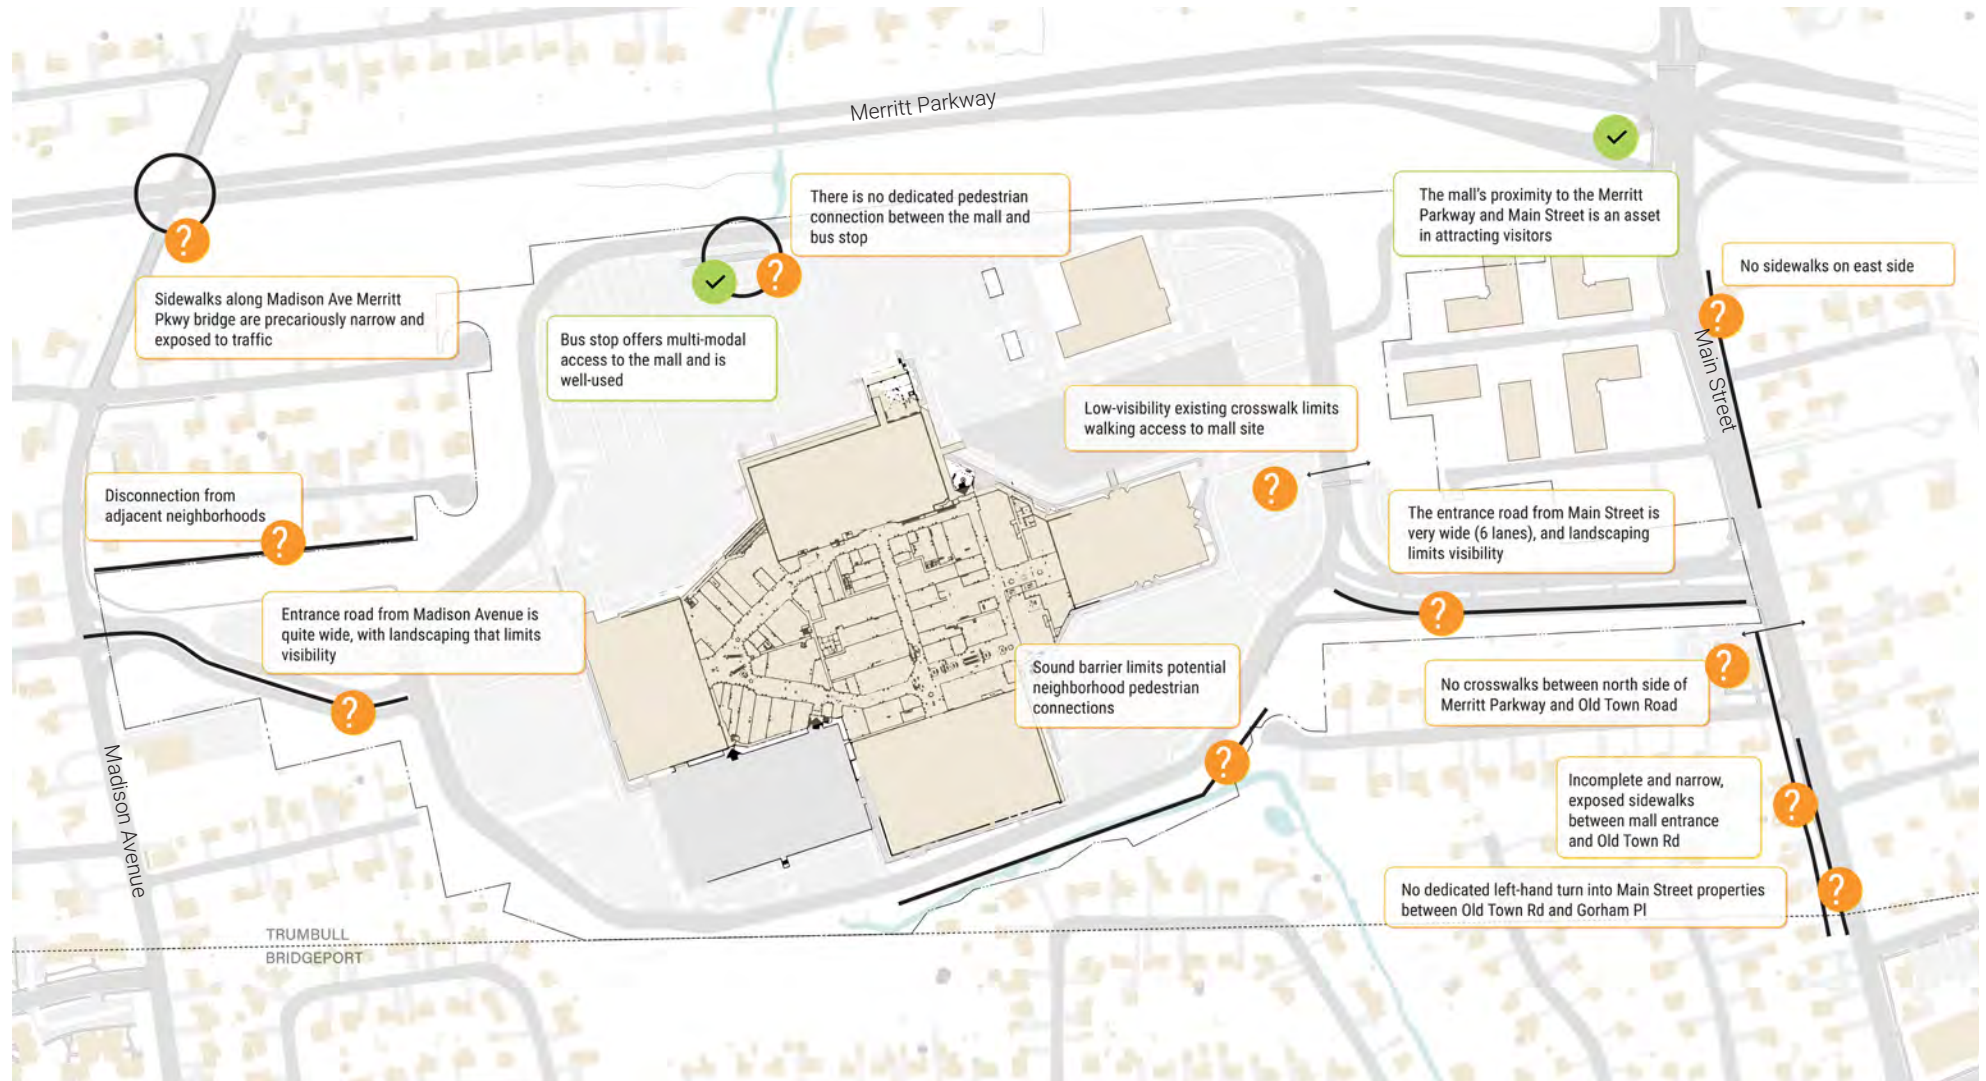 Merritt Parkway
There is no dedicated pedestrian
connection between the mall and
bus stop
The mall's proximity to the Merritt
Parkway and Main Street is an asset
in attracting visitors
No sidewalks on east side
Sidewalks along Madison Ave Merritt
Pkwy bridge are precariously narrow and
exposed to traffic
Bus stop offers multi-modal
access to the mall and is
well-used
Main Street
Low-visibility existing crosswalk limits
walking access to mall site
Disconnection from
adjacent neighborhoods
The entrance road from Main Street is
very wide (6 lanes), and landscaping
limits visibility
Entrance road from Madison Avenue is
quite wide, with landscaping that limits
visibility
Sound barrier limits potential
neighborhood pedestrian
connections
No crosswalks between north side of
Merritt Parkway and Old Town Road
Madison Avenue
Incomplete and narrow,
exposed sidewalks
between mall entrance
and Old Town Rd
No dedicated left-hand turn into Main Street properties
between Old Town Rd and Gorham Pl
TRUMBULL
BRIDGEPORT